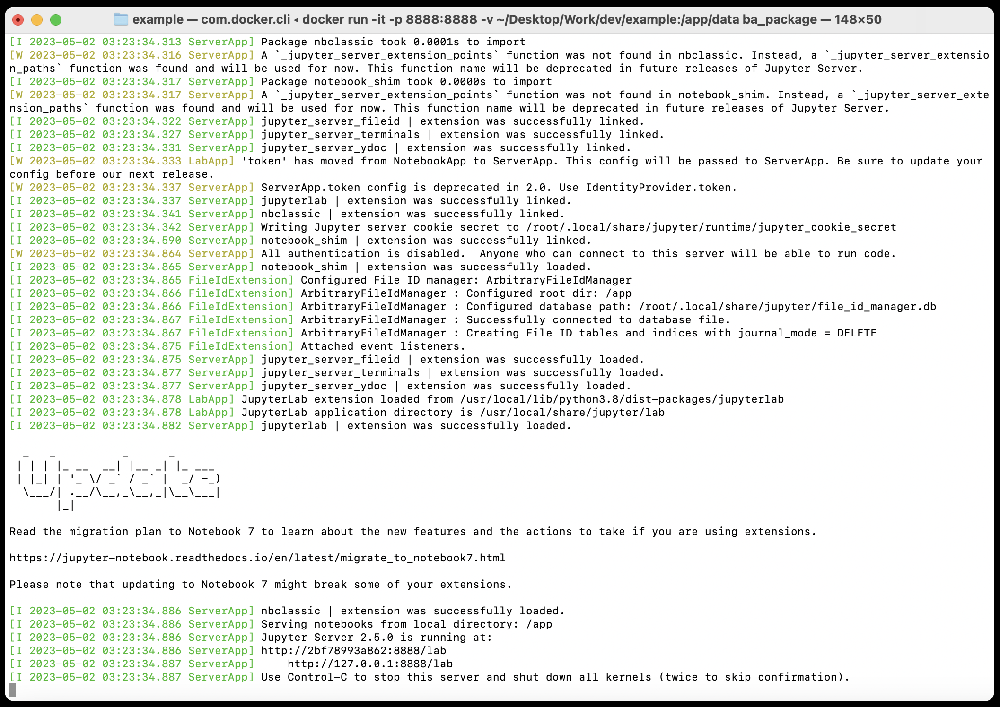 example — com.docker.cli ◂ docker run -it -p 8888:8888 -v ~/Desktop/Work/dev/example:/app/data ba_package — 148×50
[I 2023-05-02 03:23:34.313 ServerApp] Package nbclassic took 0.0001s to import
[W 2023-05-02 03:23:34.316 ServerApp] A `_jupyter_server_extension_points` function was not found in nbclassic. Instead, a `_jupyter_server_extensio
n_paths` function was found and will be used for now. This function name will be deprecated in future releases of Jupyter Server.
[I 2023-05-02 03:23:34.317 ServerApp] Package notebook_shim took 0.0000s to import
[W 2023-05-02 03:23:34.317 ServerApp] A `_jupyter_server_extension_points` function was not found in notebook_shim. Instead, a `_jupyter_server_exte
nsion_paths` function was found and will be used for now. This function name will be deprecated in future releases of Jupyter Server.
[I 2023-05-02 03:23:34.322 ServerApp] jupyter_server_fileid | extension was successfully linked.
[I 2023-05-02 03:23:34.327 ServerApp] jupyter_server_terminals | extension was successfully linked.
[I 2023-05-02 03:23:34.331 ServerApp] jupyter_server_ydoc | extension was successfully linked.
[W 2023-05-02 03:23:34.333 LabApp] 'token' has moved from NotebookApp to ServerApp. This config will be passed to ServerApp. Be sure to update your
config before our next release.
[W 2023-05-02 03:23:34.337 ServerApp] ServerApp.token config is deprecated in 2.0. Use IdentityProvider.token.
[I 2023-05-02 03:23:34.337 ServerApp] jupyterlab | extension was successfully linked.
[I 2023-05-02 03:23:34.341 ServerApp] nbclassic | extension was successfully linked.
[I 2023-05-02 03:23:34.342 ServerApp] Writing Jupyter server cookie secret to /root/.local/share/jupyter/runtime/jupyter_cookie_secret
[I 2023-05-02 03:23:34.590 ServerApp] notebook_shim | extension was successfully linked.
[W 2023-05-02 03:23:34.864 ServerApp] All authentication is disabled.  Anyone who can connect to this server will be able to run code.
[I 2023-05-02 03:23:34.865 ServerApp] notebook_shim | extension was successfully loaded.
[I 2023-05-02 03:23:34.865 FileIdExtension] Configured File ID manager: ArbitraryFileIdManager
[I 2023-05-02 03:23:34.866 FileIdExtension] ArbitraryFileIdManager : Configured root dir: /app
[I 2023-05-02 03:23:34.866 FileIdExtension] ArbitraryFileIdManager : Configured database path: /root/.local/share/jupyter/file_id_manager.db
[I 2023-05-02 03:23:34.867 FileIdExtension] ArbitraryFileIdManager : Successfully connected to database file.
[I 2023-05-02 03:23:34.867 FileIdExtension] ArbitraryFileIdManager : Creating File ID tables and indices with journal_mode = DELETE
[I 2023-05-02 03:23:34.875 FileIdExtension] Attached event listeners.
[I 2023-05-02 03:23:34.875 ServerApp] jupyter_server_fileid | extension was successfully loaded.
[I 2023-05-02 03:23:34.877 ServerApp] jupyter_server_terminals | extension was successfully loaded.
[I 2023-05-02 03:23:34.877 ServerApp] jupyter_server_ydoc | extension was successfully loaded.
[I 2023-05-02 03:23:34.878 LabApp] JupyterLab extension loaded from /usr/local/lib/python3.8/dist-packages/jupyterlab
[I 2023-05-02 03:23:34.878 LabApp] JupyterLab application directory is /usr/local/share/jupyter/lab
[I 2023-05-02 03:23:34.882 ServerApp] jupyterlab | extension was successfully loaded.
  _   _          _      _
 | | | |_ __  __| |__ _| |_ ___
 | |_| | '_ \/ _` / _` |  _/ -_)
  \___/| .__/\__,_\__,_|\__\___|
       |_|
Read the migration plan to Notebook 7 to learn about the new features and the actions to take if you are using extensions.
https://jupyter-notebook.readthedocs.io/en/latest/migrate_to_notebook7.html
Please note that updating to Notebook 7 might break some of your extensions.
[I 2023-05-02 03:23:34.886 ServerApp] nbclassic | extension was successfully loaded.
[I 2023-05-02 03:23:34.886 ServerApp] Serving notebooks from local directory: /app
[I 2023-05-02 03:23:34.886 ServerApp] Jupyter Server 2.5.0 is running at:
[I 2023-05-02 03:23:34.886 ServerApp] http://2bf78993a862:8888/lab
[I 2023-05-02 03:23:34.887 ServerApp]     http://127.0.0.1:8888/lab
[I 2023-05-02 03:23:34.887 ServerApp] Use Control-C to stop this server and shut down all kernels (twice to skip confirmation).